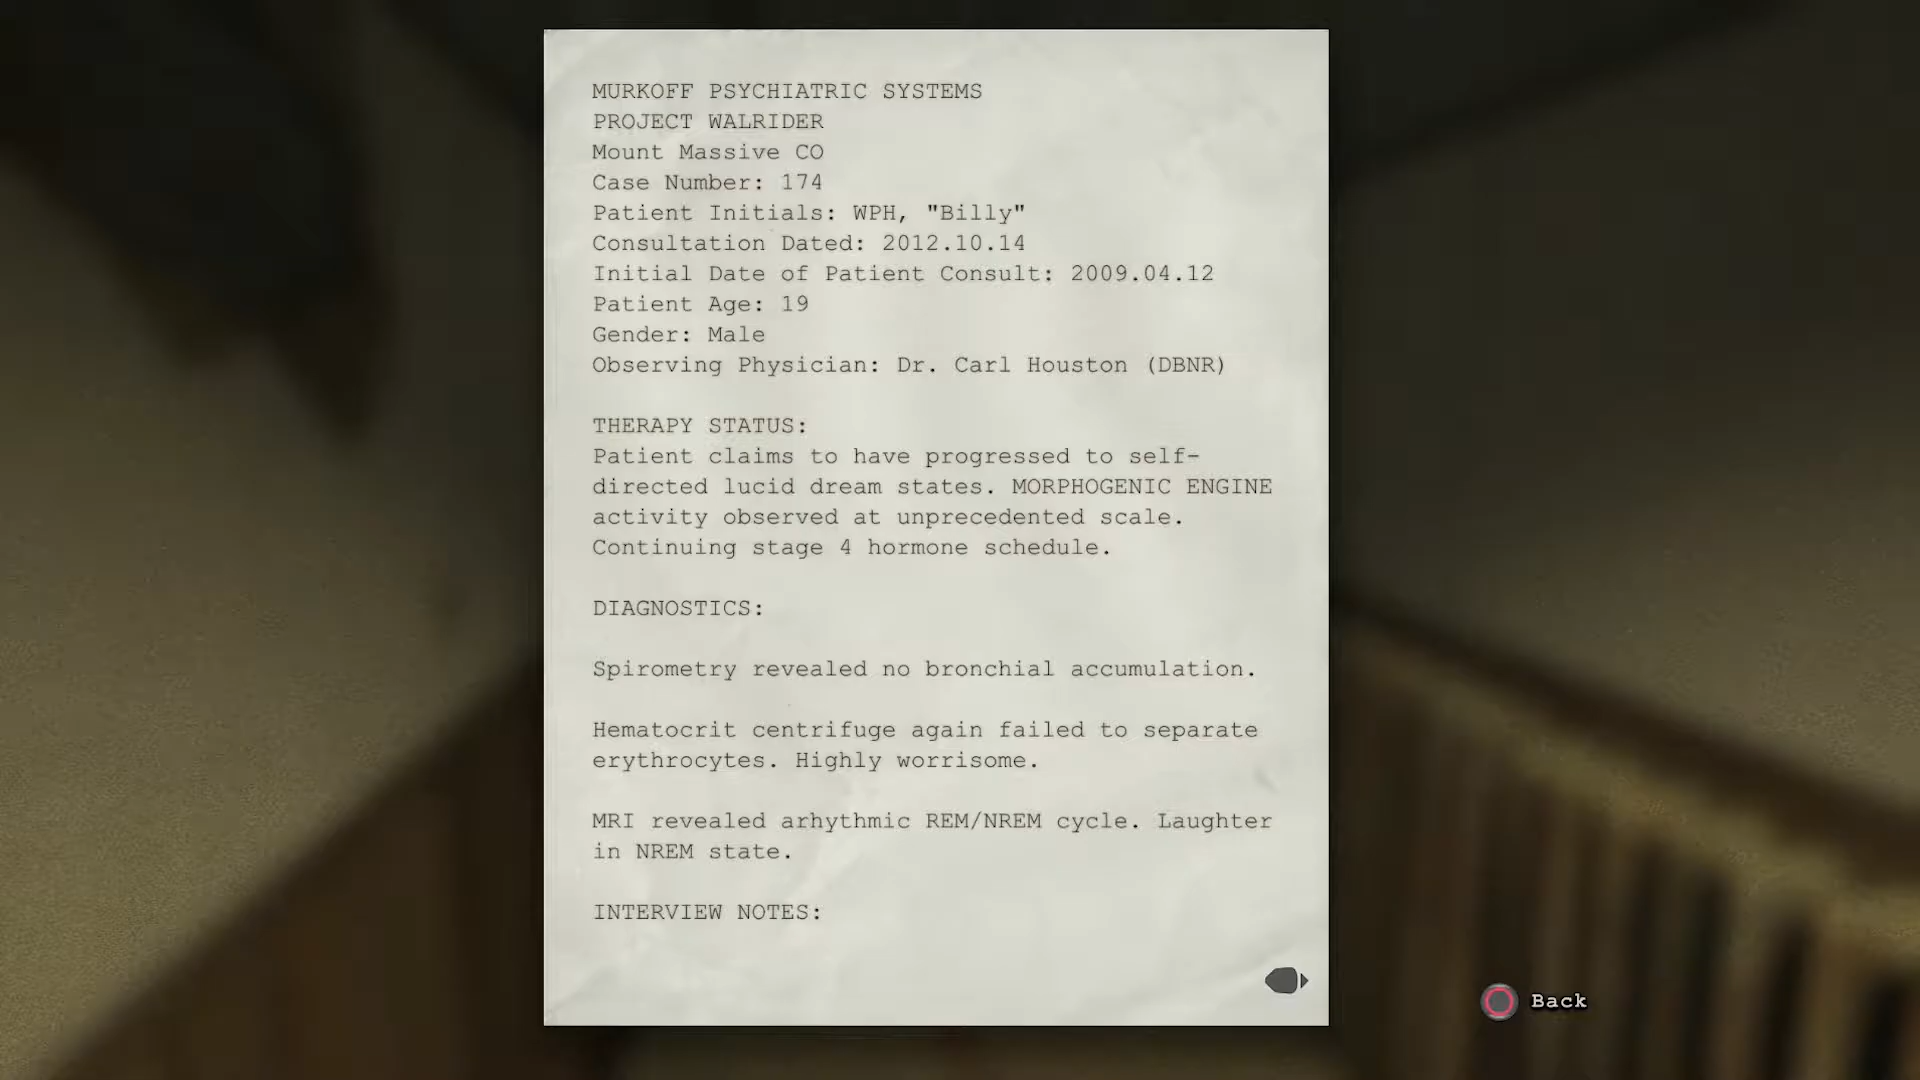 MURKOFF PSYCHIATRIC SYSTEMS
PROJECT WALRIDER
Mount Massive CO
Case Number: 174
Patient Initials: WPH, "Billy"
Consultation Dated: 2012.10.14
Initial Date of Patient Consult: 2009.04.12
Patient Age: 19
Gender: Male
Observing Physician: Dr. Carl Houston (DBNR)
THERAPY STATUS:
Patient claims to have progressed to self-
directed lucid dream states. MORPHOGENIC ENGINE
activity observed at unprecedented scale.
Continuing stage 4 hormone schedule.
DIAGNOSTICS:
Spirometry revealed no bronchial accumulation.
Hematocrit centrifuge again failed to separate
erythrocytes. Highly worrisome.
MRI revealed arhythmic REM/NREM cycle. Laughter
in NREM state.
INTERVIEW NOTES:
Back